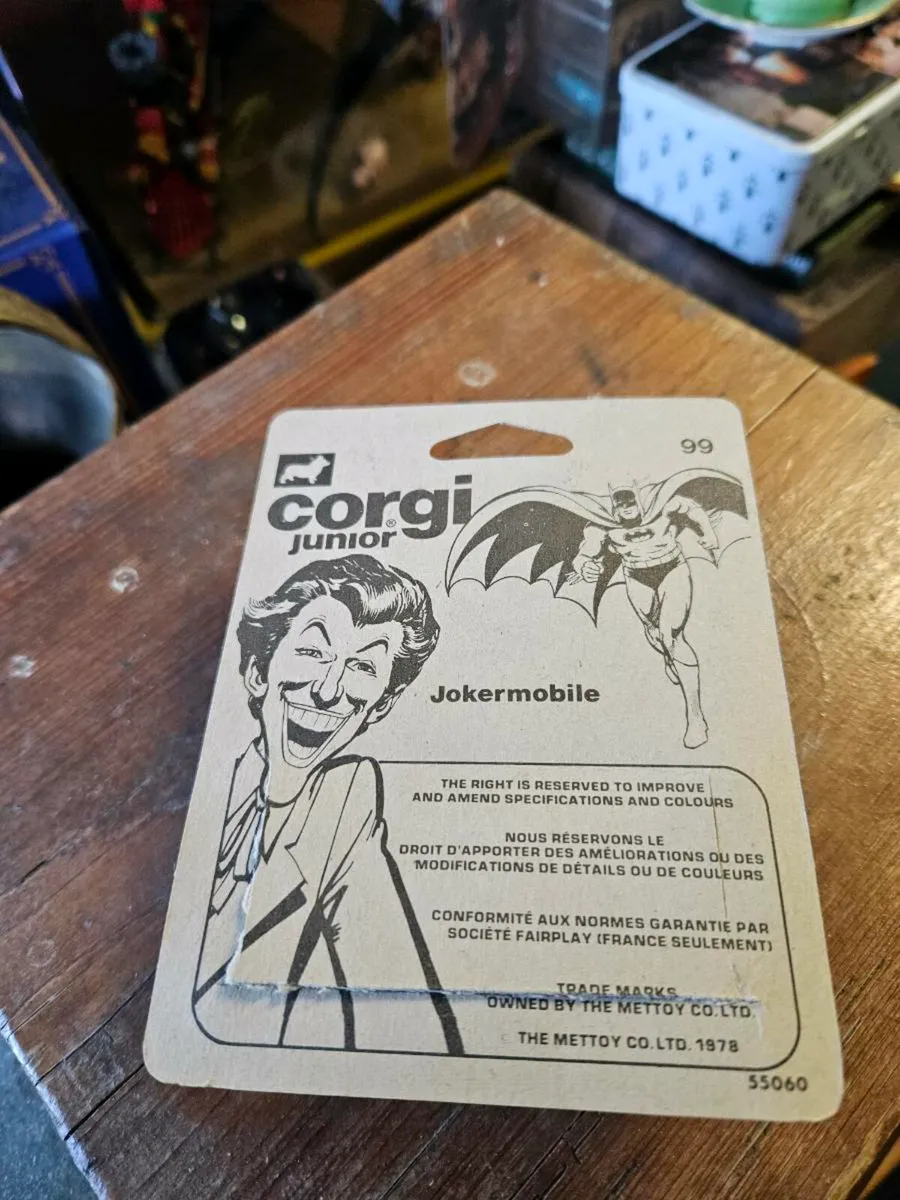 99
corgi®
junior
Jokermobile
THE RIGHT IS RESERVED TO IMPROVE
AND AMEND SPECIFICATIONS AND COLOURS
NOUS RÉSERVONS LE
DROIT D'APPORTER DES AMÉLIORATIONS OU DES
MODIFICATIONS DE DÉTAILS OU DE COULEURS
CONFORMITÉ AUX NORMES GARANTIE PAR
SOCIÉTÉ FAIRPLAY (FRANCE SEULEMENT)
TRADE MARKS
OWNED BY THE METTOY CO.LTD.
THE METTOY CO.LTD. 1978
55060